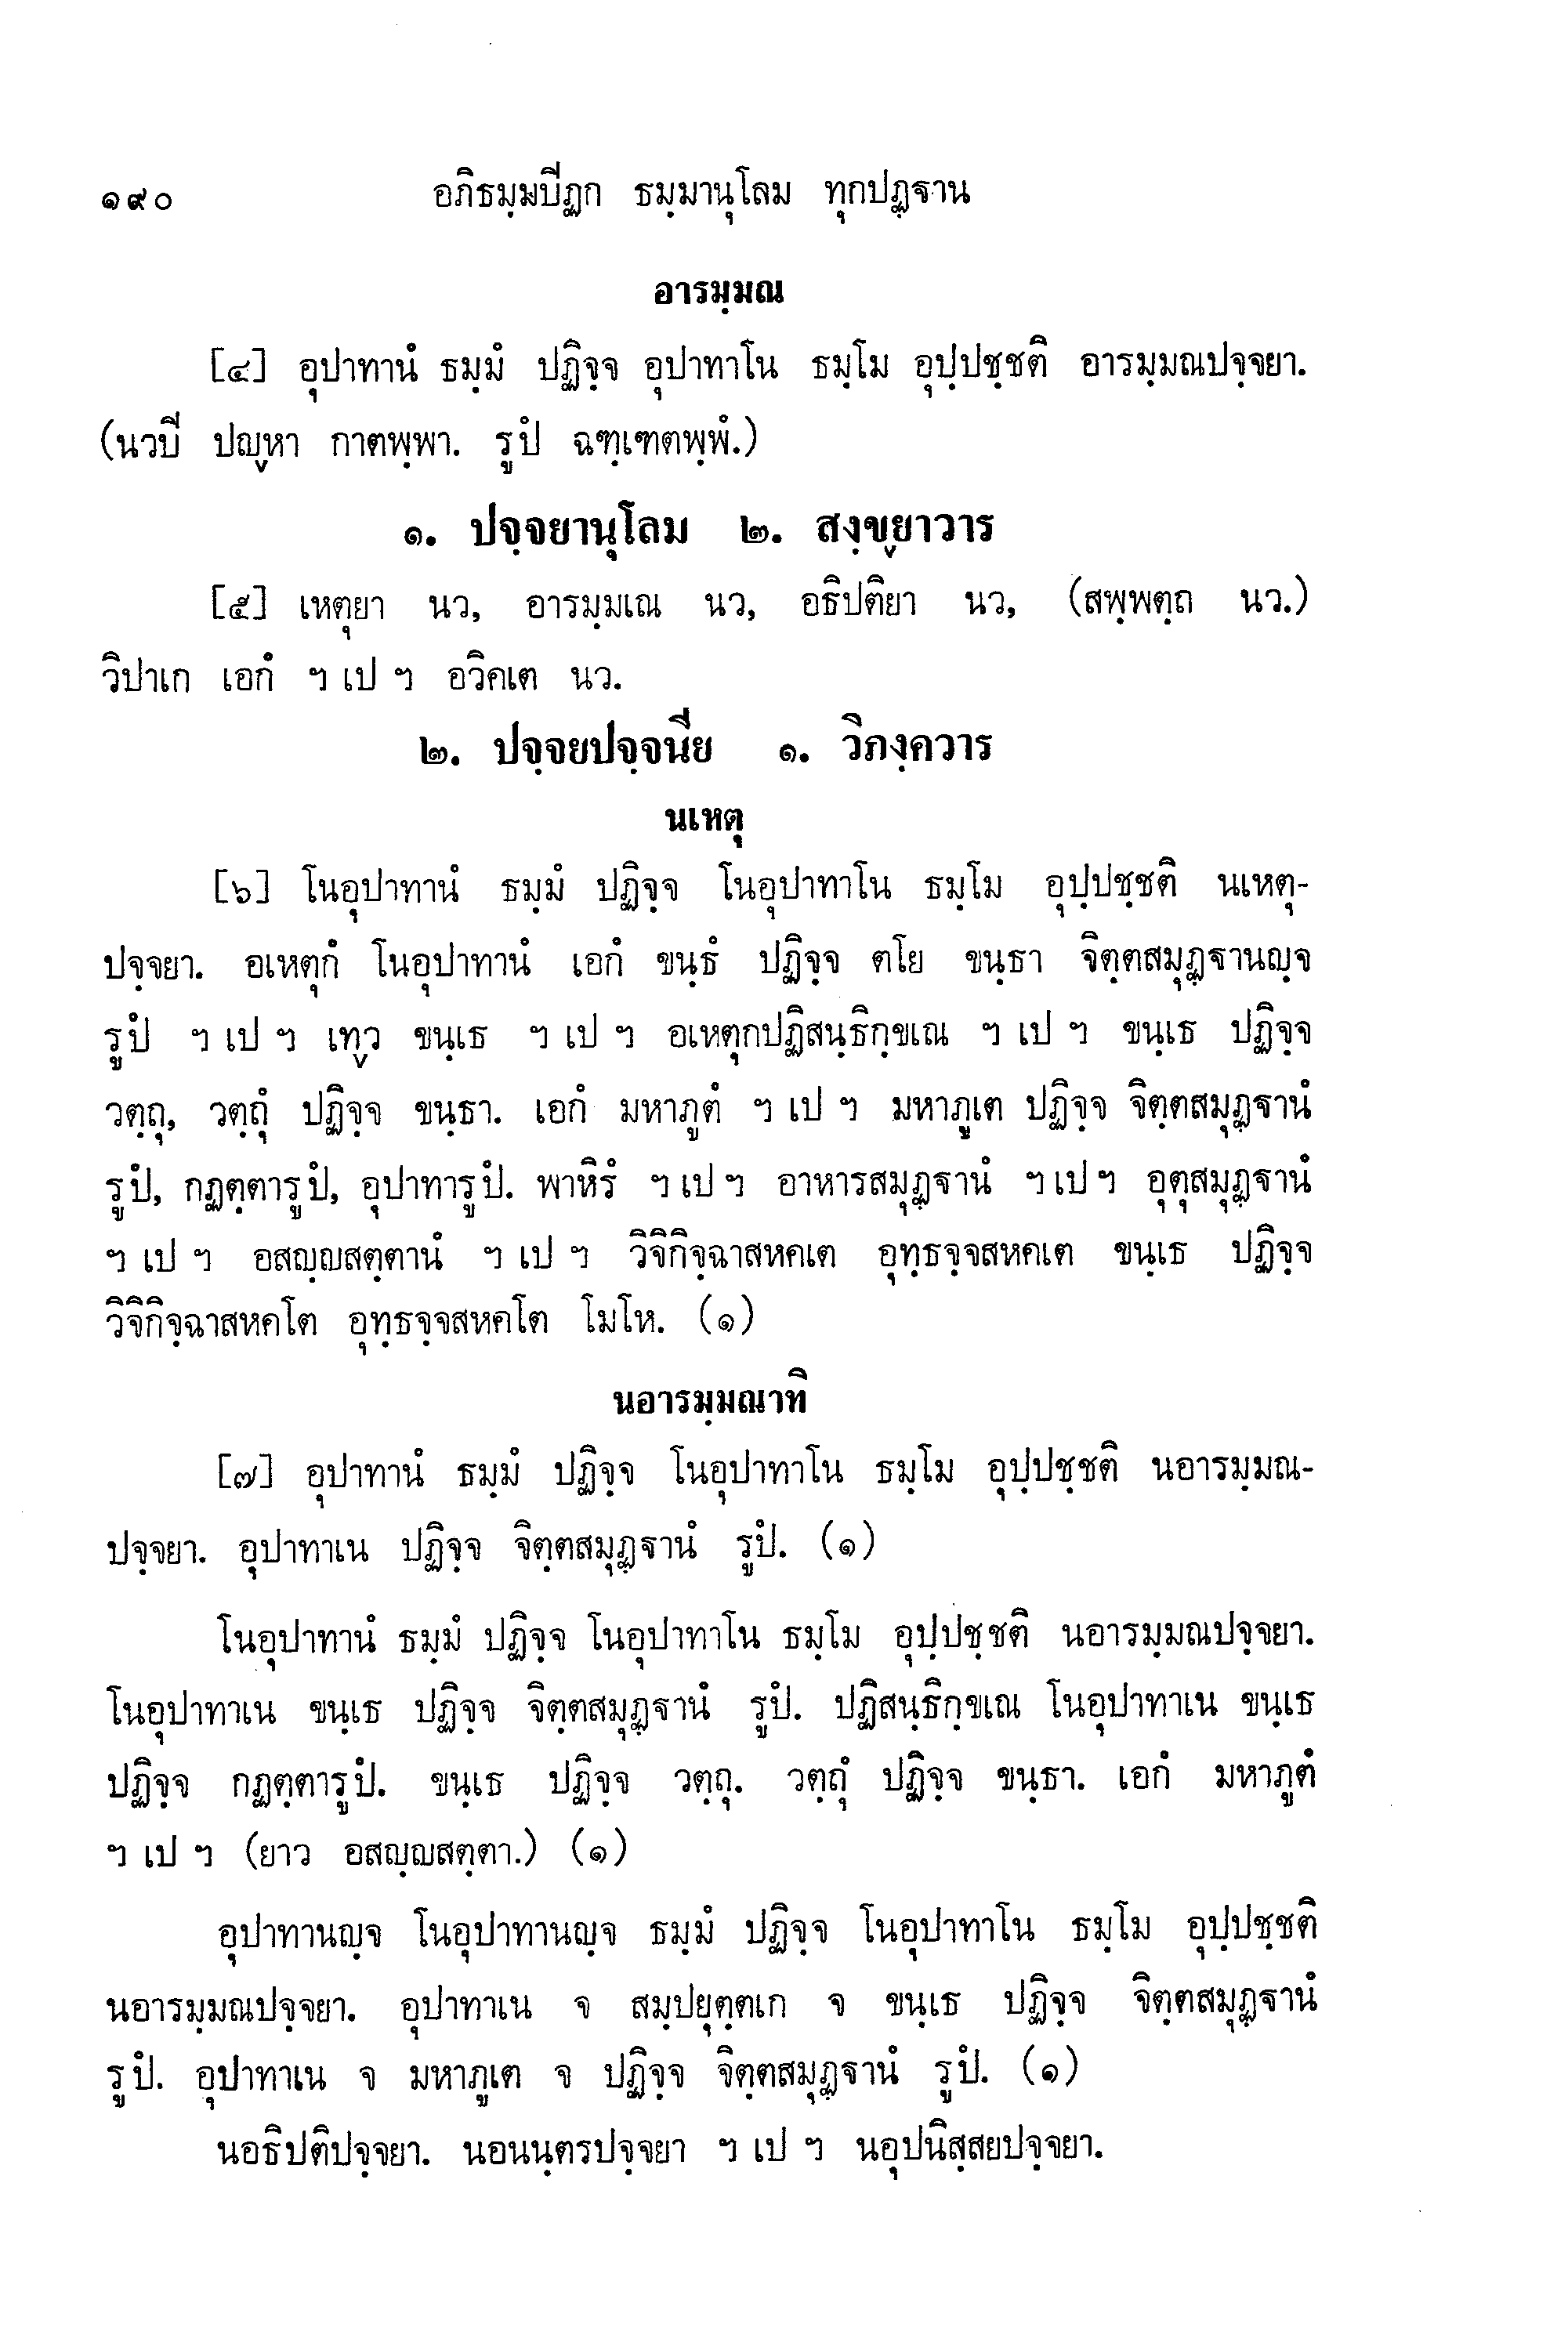 ๑๙๐ อภิธมฺมปิฏก ธมฺมานุโลม ทุกปฏฺฐาน
อารมฺมณ
[๔] อุปาทานํ ธมฺมํ ปฏิจฺจ อุปาทาโน ธมฺโม อุปฺปชฺชติ อารมฺมณปจฺจยา.
(นวปิ ปญฺหา กาตพฺพา. รูปํ ฉฑฺเฑตพฺพํ.)
๑. ปจฺจยานุโลม ๒. สงฺขฺยาวาร
[๕] เหตุยา นว, อารมฺมเณ นว, อธิปติยา นว, (สพฺพตฺถ นว.)
วิปาเก เอกํ ฯ เป ฯ อวิคเต นว.
๒. ปจฺจยปจฺจนีย ๑. วิภงฺควาร
นเหตุ
[๖] โนอุปาทานํ ธมฺมํ ปฏิจฺจ โนอุปาทาโน ธมฺโม อุปฺปชฺชติ นเหตุ-
ปจฺจยา. อเหตุกํ โนอุปาทานํ เอกํ ขนฺธํ ปฏิจฺจ ตโย ขนฺธา จิตฺตสมุฏฺฐานญฺจ
รูปํ ฯ เป ฯ เทฺว ขนฺเธ ฯ เป ฯ อเหตุกปฏิสนฺธิกฺขเณ ฯ เป ฯ ขนฺเธ ปฏิจฺจ
วตฺถุ, วตฺถุํ ปฏิจฺจ ขนฺธา. เอกํ มหาภูตํ ฯ เป ฯ มหาภูเต ปฏิจฺจ จิตฺตสมุฏฺฐานํ
รูปํ, กฏตฺตารูปํ, อุปาทารูปํ. พาหิรํ ฯ เป ฯ อาหารสมุฏฺฐานํ ฯ เป ฯ อุตุสมุฏฺฐานํ
ฯ เป ฯ อสญฺญสตฺตานํ ฯ เป ฯ วิจิกิจฺฉาสหคเต อุทฺธจฺจสหคเต ขนฺเธ ปฏิจฺจ
วิจิกิจฺฉาสหคโต อุทฺธจฺจสหคโต โมโห. (๑)
นอารมฺมณาทิ
[๗] อุปาทานํ ธมฺมํ ปฏิจฺจ โนอุปาทาโน ธมฺโม อุปฺปชฺชติ นอารมฺมณ-
ปจฺจยา. อุปาทาเน ปฏิจฺจ จิตฺตสมุฏฺฐานํ รูปํ. (๑)
โนอุปาทานํ ธมฺมํ ปฏิจฺจ โนอุปาทาโน ธมฺโม อุปฺปชฺชติ นอารมฺมณปจฺจยา.
โนอุปาทาเน ขนฺเธ ปฏิจฺจ จิตฺตสมุฏฺฐานํ รูปํ. ปฏิสนฺธิกฺขเณ โนอุปาทาเน ขนฺเธ
ปฏิจฺจ กฏตฺตารูปํ. ขนฺเธ ปฏิจฺจ วตฺถุ. วตฺถุํ ปฏิจฺจ ขนฺธา. เอกํ มหาภูตํ
ฯ เป ฯ (ยาว อสญฺญสตฺตา.) (๑)
อุปาทานญฺจ โนอุปาทานญฺจ ธมฺมํ ปฏิจฺจ โนอุปาทาโน ธมฺโม อุปฺปชฺชติ
นอารมฺมณปจฺจยา. อุปาทาเน จ สมฺปยุตฺตเก จ ขนฺเธ ปฏิจฺจ จิตฺตสมุฏฺฐานํ
รูปํ. อุปาทาเน จ มหาภูเต จ ปฏิจฺจ จิตฺตสมุฏฺฐานํ รูปํ. (๑)
นอธิปติปจฺจยา. นอนนฺตรปจฺจยา ฯ เป ฯ นอุปนิสฺสยปจฺจยา.